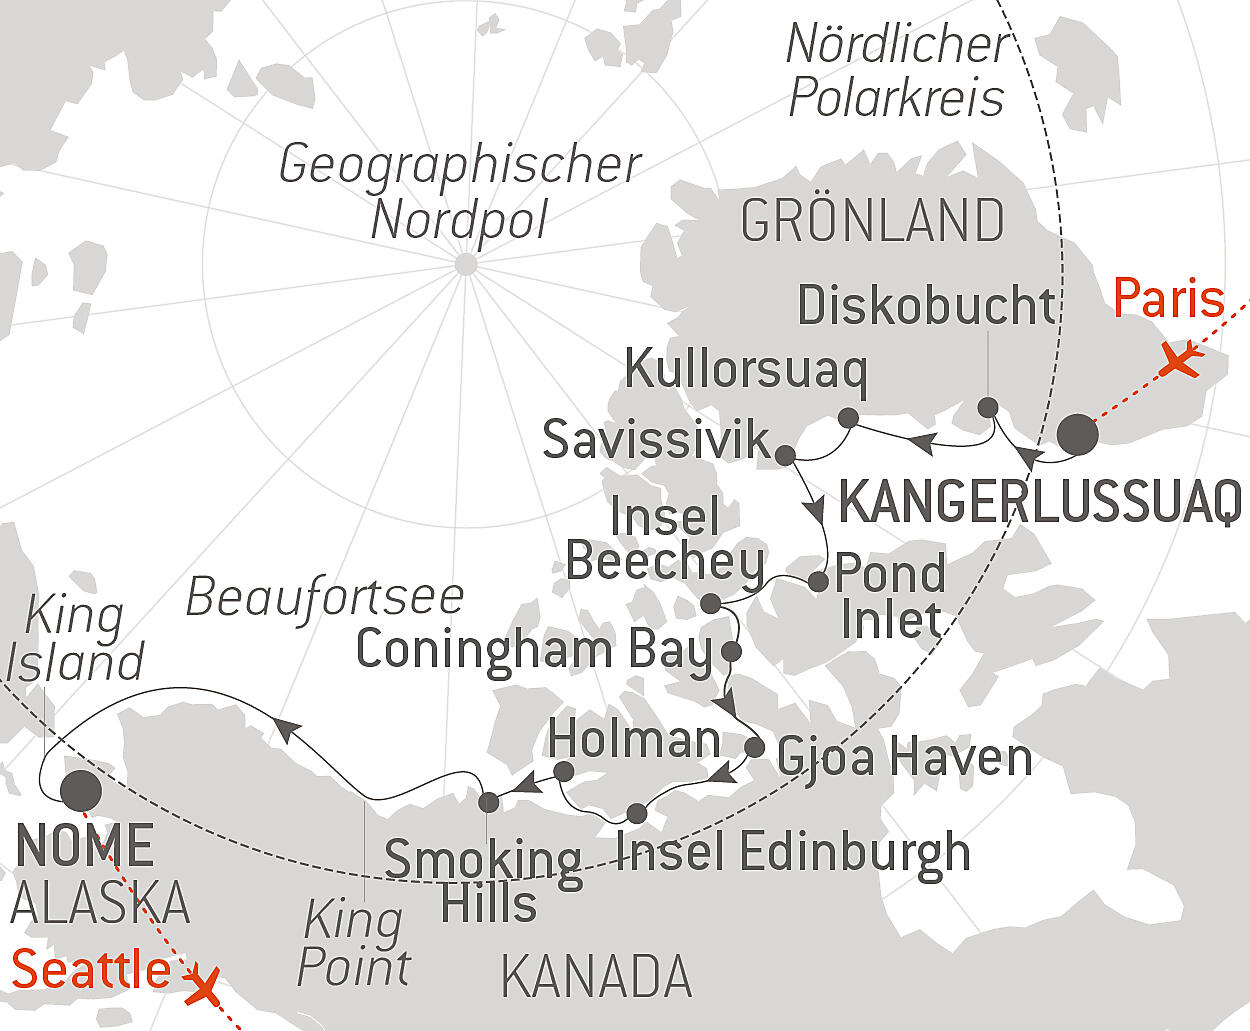 Nördlicher
Polarkreis
Geographischer
Nordpol
GRÖNLAND
Diskobucht
Paris
Kullorsuaq
Savissivik
KANGERLUSSUAQ
Insel
Beechey
Pond
Inlet
Beaufortsee
King
Island
Coningham Bay
Holman
Gjoa Haven
NOME
ALASKA
Smoking
Hills
Insel Edinburgh
King
Point
Seattle
KANADA